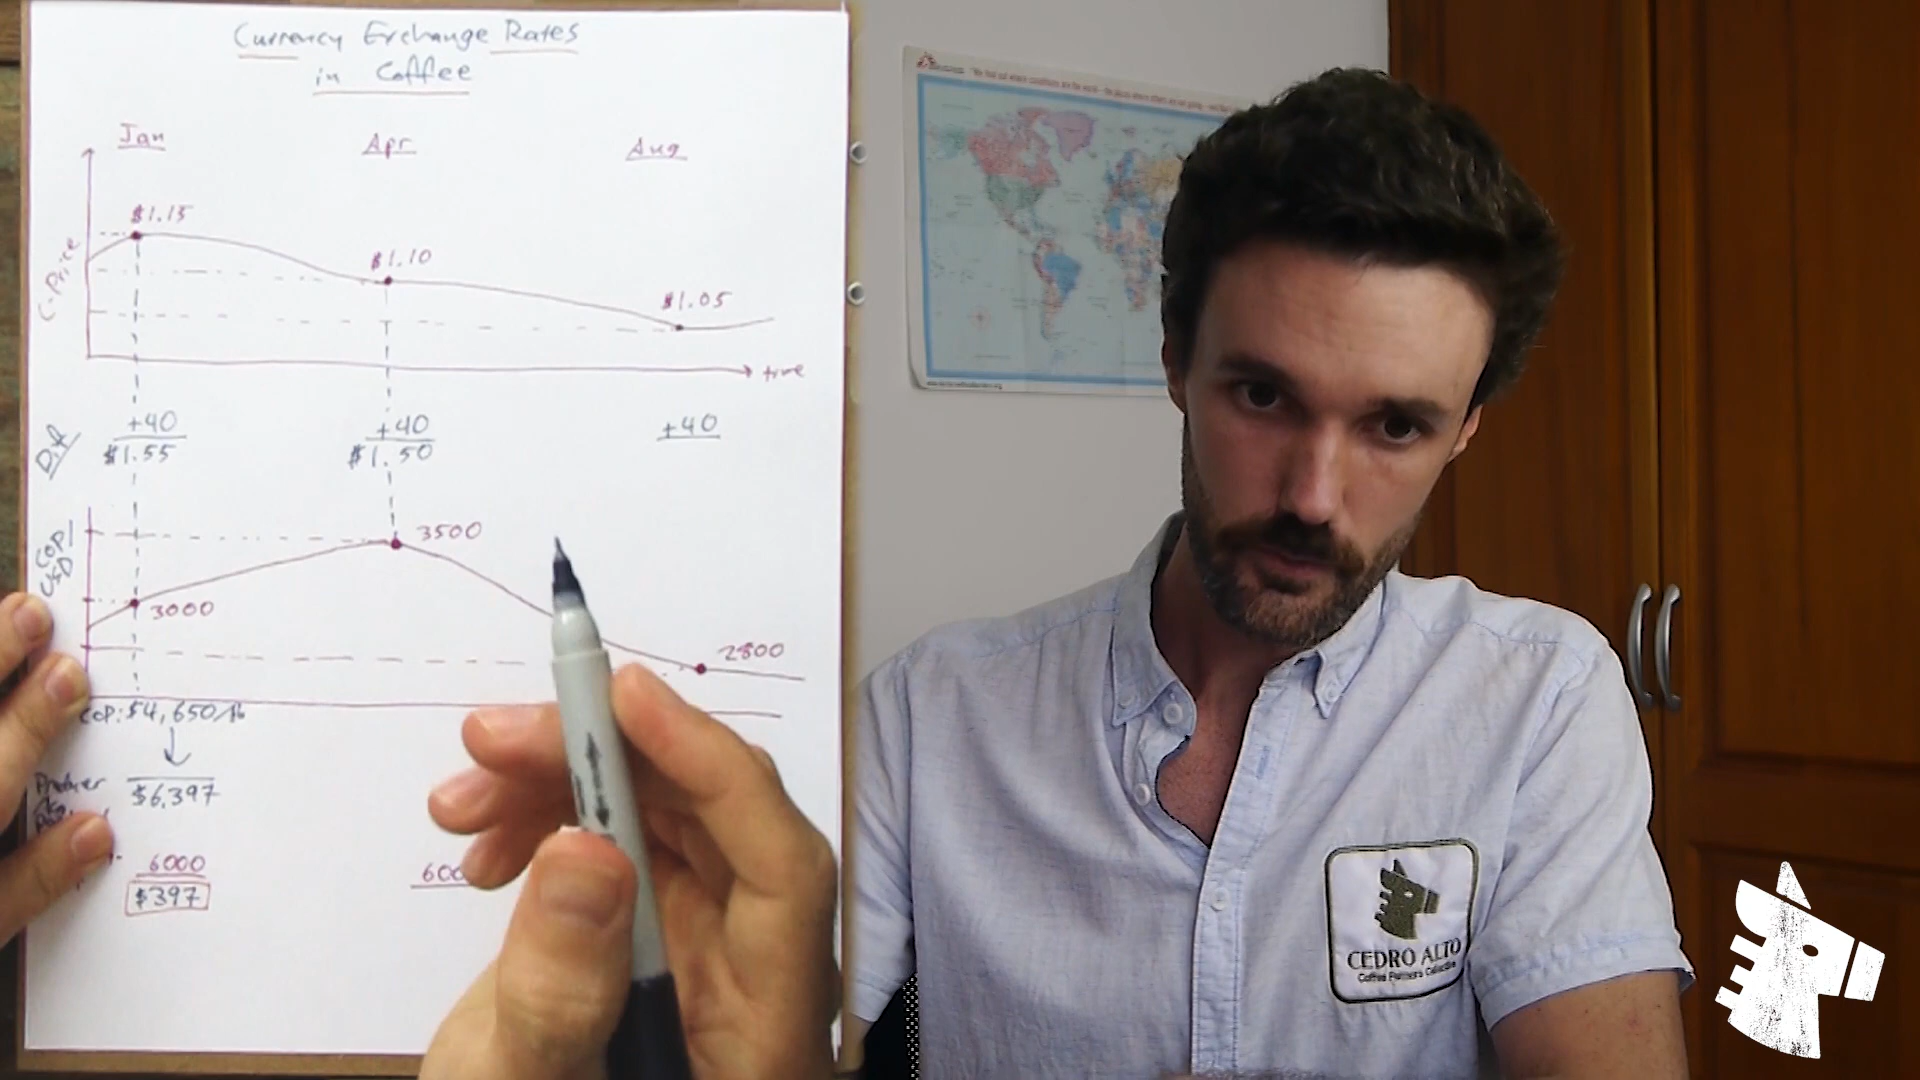 Currency Exchange Rates
in Coffee
Jan
Apr
Aug
$1.15
$1.10
$1.05
C-Price
time
+40
+40
+40
Dif
$1.55
$1.50
COP/
USD
3500
3000
2800
COP: $4,650/lb
Producer
$6,397
6000
$397
600
CEDRO ALTO
Coffee Farmers Collective